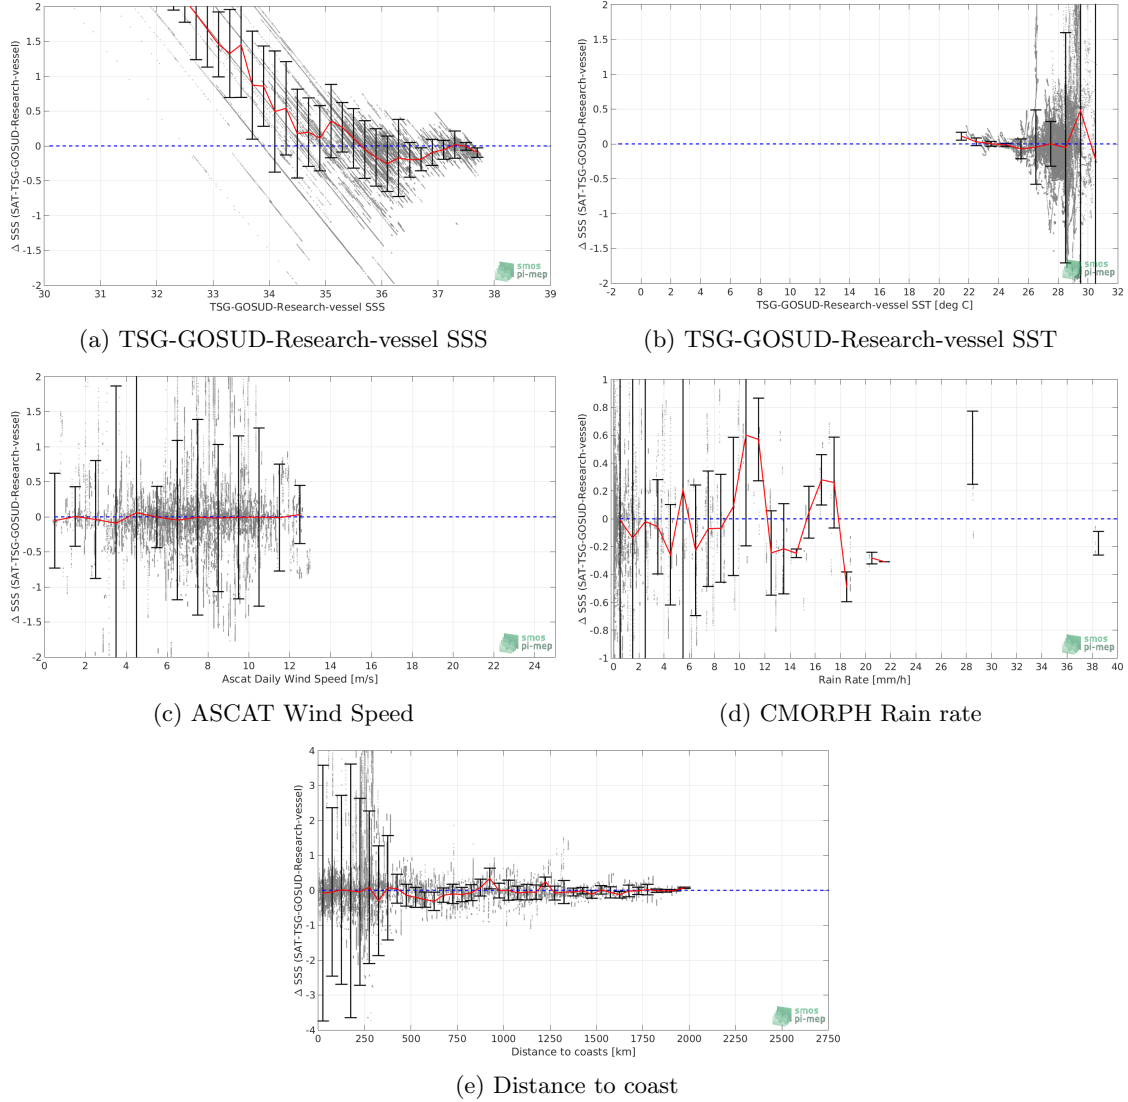 Δ SSS (SAT-TSG-GOSUD-Research-vessel)
2
1.5
1
0.5
0
-0.5
-1
-1.5
-2
30 31 32 33 34 35 36 37 38 39
TSG-GOSUD-Research-vessel SSS
smos
pi-mep
(a) TSG-GOSUD-Research-vessel SSS
Δ SSS (SAT-TSG-GOSUD-Research-vessel)
2
1.5
1
0.5
0
-0.5
-1
-1.5
-2
-2 0 2 4 6 8 10 12 14 16 18 20 22 24 26 28 30 32
TSG-GOSUD-Research-vessel SST [deg C]
smos
pi-mep
(b) TSG-GOSUD-Research-vessel SST
Δ SSS (SAT-TSG-GOSUD-Research-vessel)
2
1.5
1
0.5
0
-0.5
-1
-1.5
-2
0 2 4 6 8 10 12 14 16 18 20 22 24
Ascat Daily Wind Speed [m/s]
smos
pi-mep
(c) ASCAT Wind Speed
Δ SSS (SAT-TSG-GOSUD-Research-vessel)
1
0.8
0.6
0.4
0.2
0
-0.2
-0.4
-0.6
-0.8
-1
0 2 4 6 8 10 12 14 16 18 20 22 24 26 28 30 32 34 36 38 40
Rain Rate [mm/h]
smos
pi-mep
(d) CMORPH Rain rate
Δ SSS (SAT-TSG-GOSUD-Research-vessel)
4
3
2
1
0
-1
-2
-3
-4
0 250 500 750 1000 1250 1500 1750 2000 2250 2500 2750
Distance to coasts [km]
smos
pi-mep
(e) Distance to coast